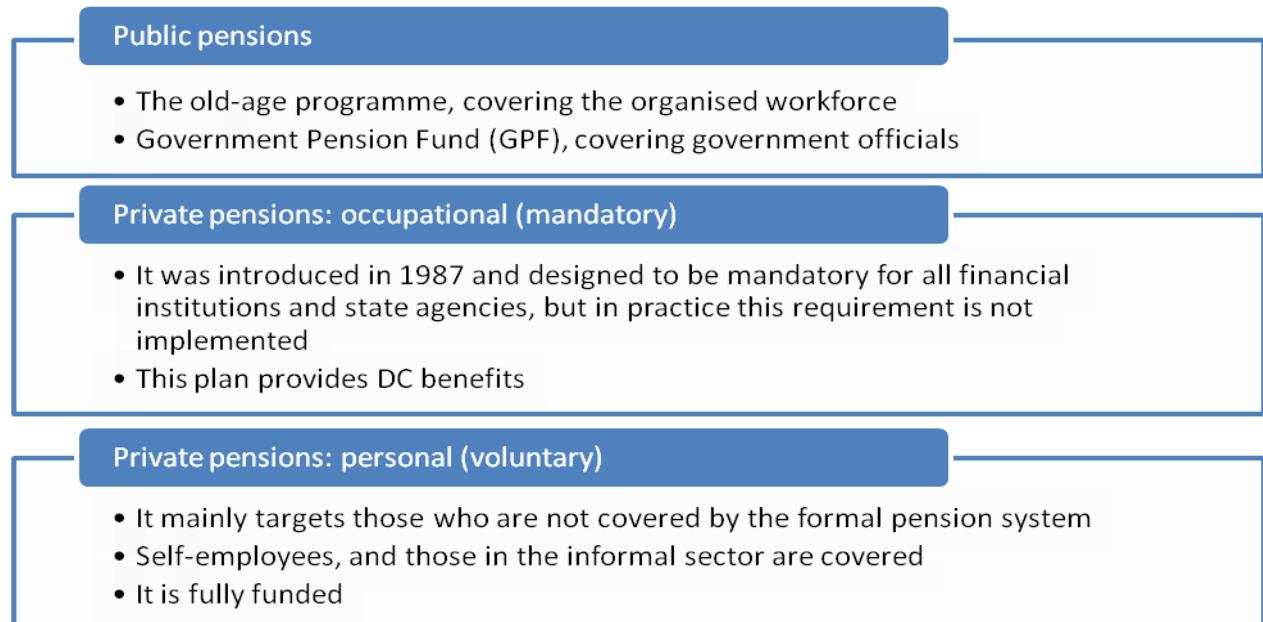 Public pensions
• The old-age programme, covering the organised workforce
• Government Pension Fund (GPF), covering government officials
Private pensions: occupational (mandatory)
• It was introduced in 1987 and designed to be mandatory for all financial
institutions and state agencies, but in practice this requirement is not
implemented
• This plan provides DC benefits
Private pensions: personal (voluntary)
• It mainly targets those who are not covered by the formal pension system
• Self-employees, and those in the informal sector are covered
• It is fully funded